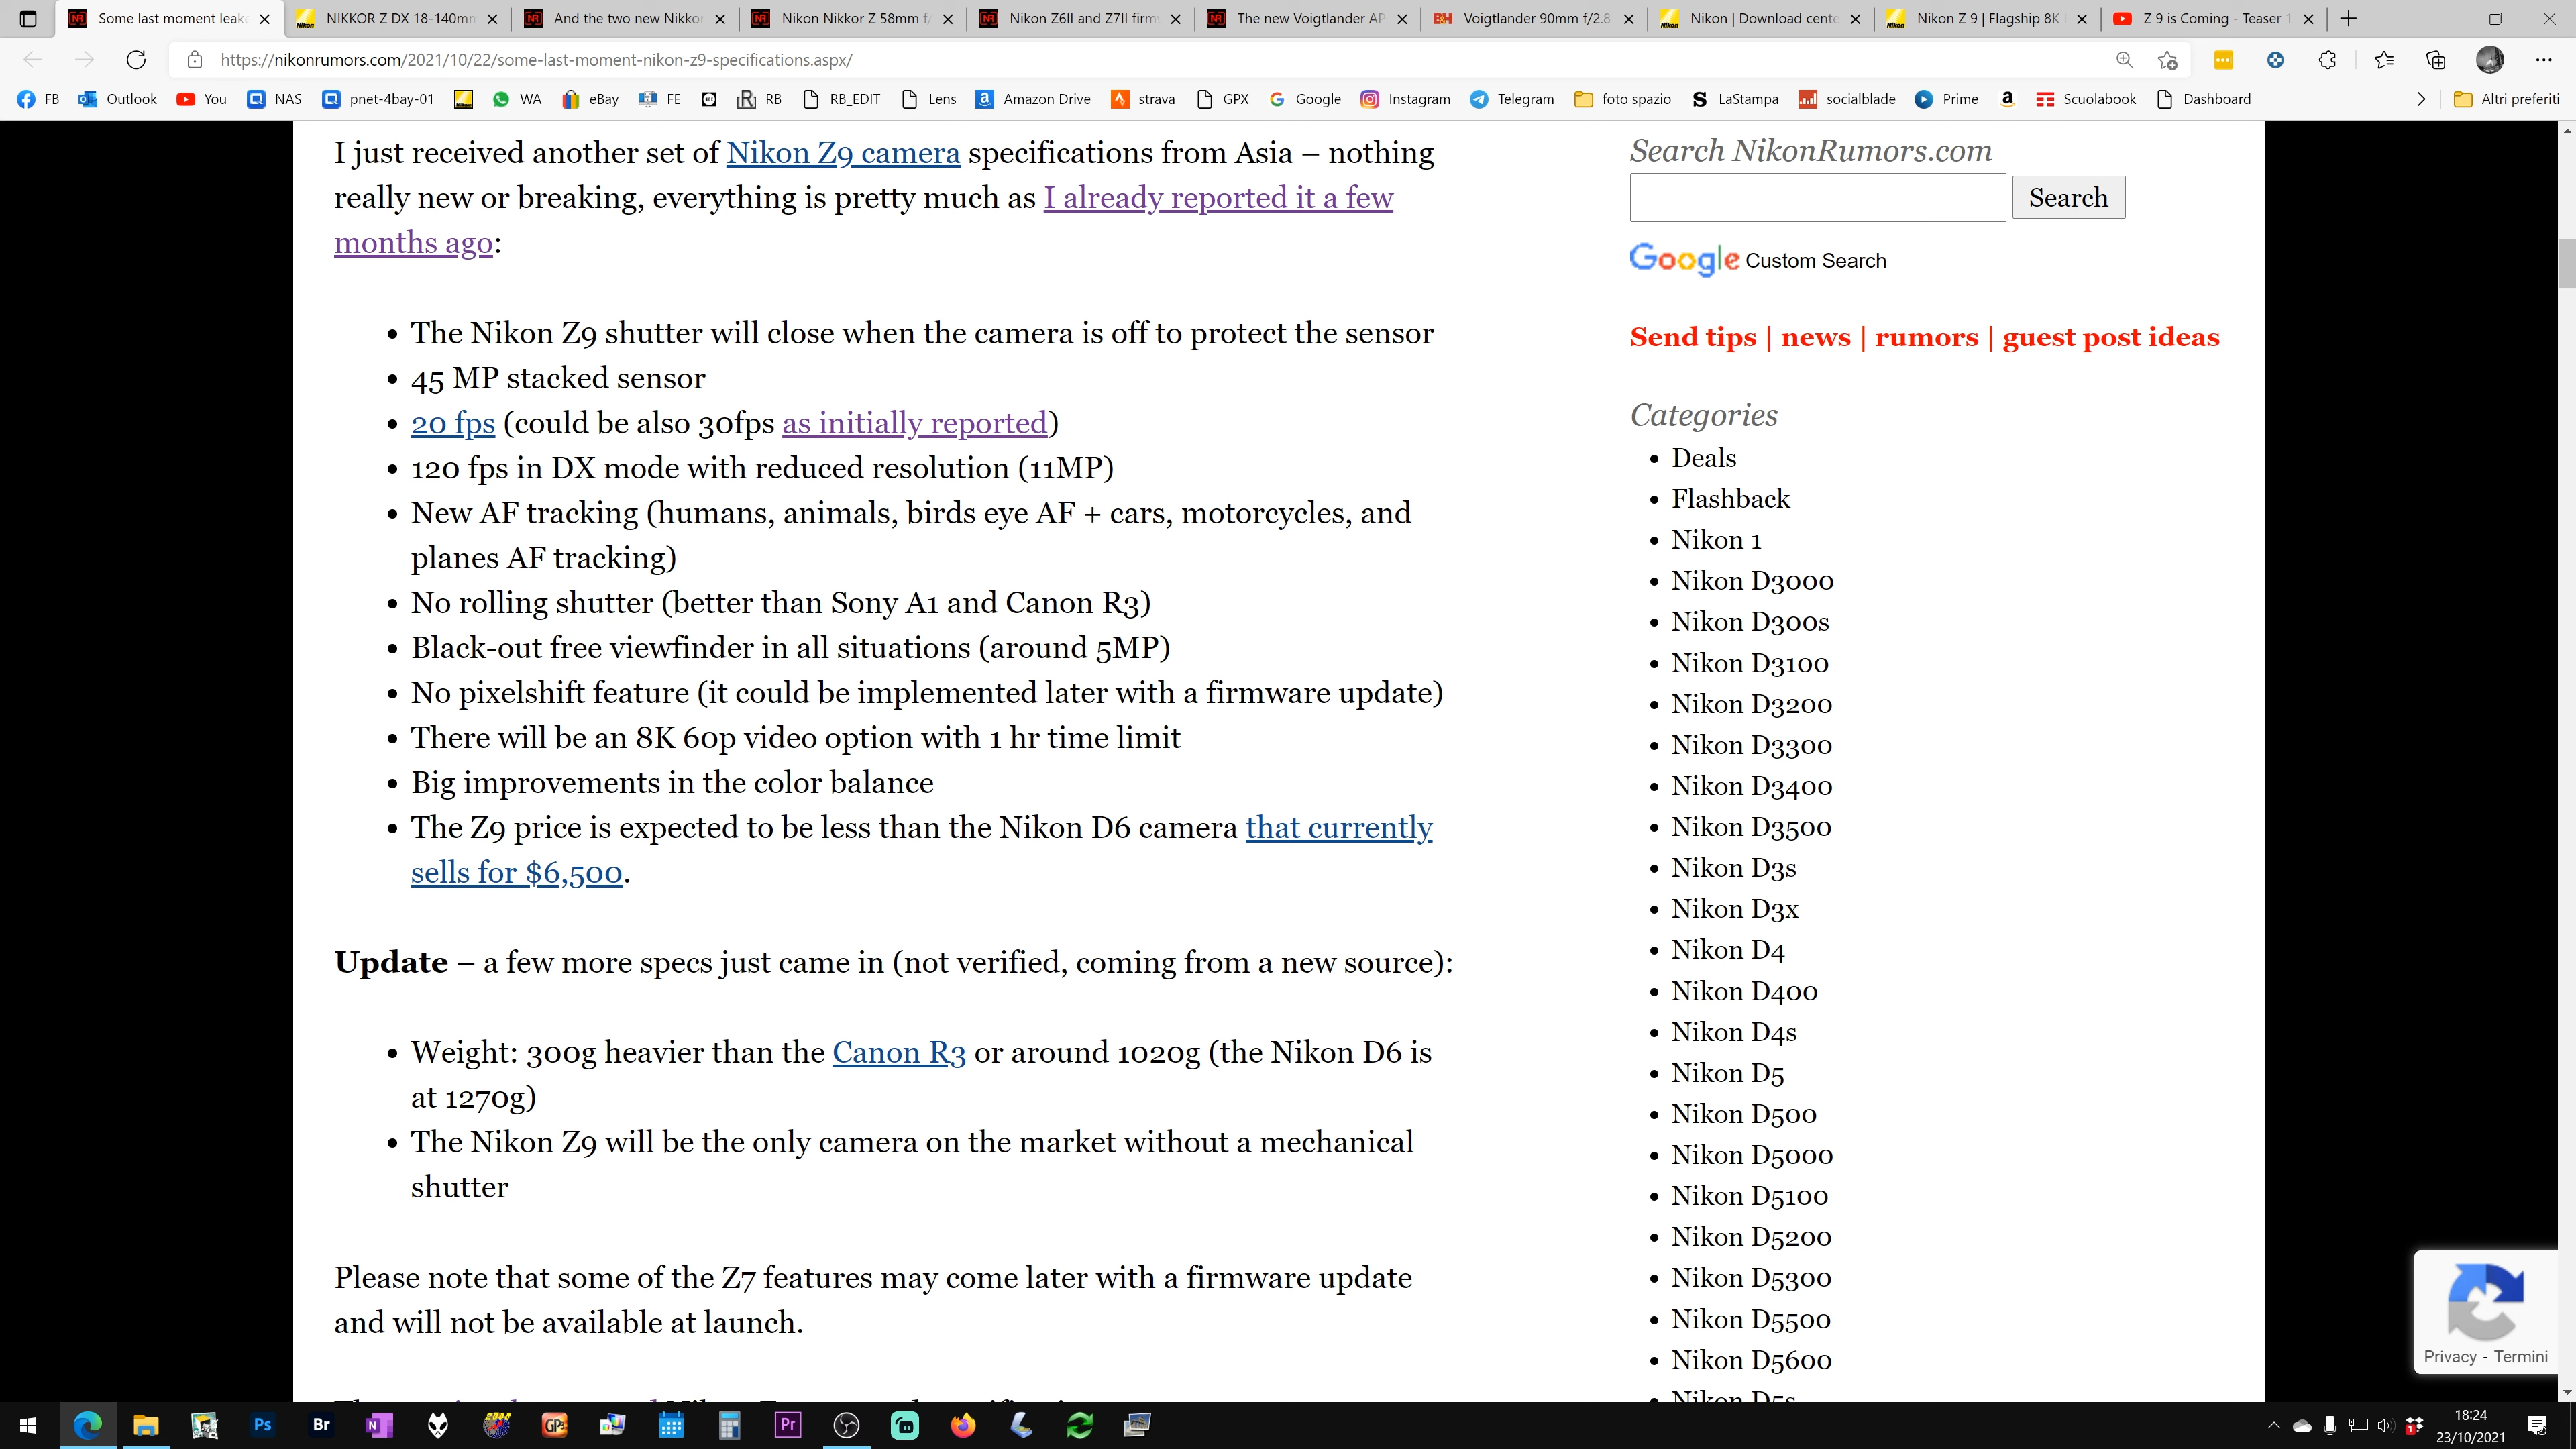 Some last moment leake
NIKKOR Z DX 18-140mm
And the two new Nikko
Nikon Nikkor Z 58mm f/
Nikon Z6II and Z7II firm
The new Voigtlander AP
B&H Voigtlander 90mm f/2.8
Nikon | Download cente
Nikon Z 9 | Flagship 8K
Z 9 is Coming - Teaser 1
https://nikonrumors.com/2021/10/22/some-last-moment-nikon-z9-specifications.aspx/
FB
Outlook
You
NAS
pnet-4bay-01
WA
eBay
FE
RB
RB_EDIT
Lens
Amazon Drive
strava
GPX
Google
Instagram
Telegram
foto spazio
LaStampa
socialblade
Prime
Scuolabook
Dashboard
Altri preferiti
I just received another set of Nikon Z9 camera specifications from Asia – nothing
really new or breaking, everything is pretty much as I already reported it a few
months ago:
• The Nikon Z9 shutter will close when the camera is off to protect the sensor
• 45 MP stacked sensor
• 20 fps (could be also 30fps as initially reported)
• 120 fps in DX mode with reduced resolution (11MP)
• New AF tracking (humans, animals, birds eye AF + cars, motorcycles, and
planes AF tracking)
• No rolling shutter (better than Sony A1 and Canon R3)
• Black-out free viewfinder in all situations (around 5MP)
• No pixelshift feature (it could be implemented later with a firmware update)
• There will be an 8K 60p video option with 1 hr time limit
• Big improvements in the color balance
• The Z9 price is expected to be less than the Nikon D6 camera that currently
sells for $6,500.
Update – a few more specs just came in (not verified, coming from a new source):
• Weight: 300g heavier than the Canon R3 or around 1020g (the Nikon D6 is
at 1270g)
• The Nikon Z9 will be the only camera on the market without a mechanical
shutter
Please note that some of the Z7 features may come later with a firmware update
and will not be available at launch.
Search NikonRumors.com
Search
Google Custom Search
Send tips | news | rumors | guest post ideas
Categories
• Deals
• Flashback
• Nikon 1
• Nikon D3000
• Nikon D300s
• Nikon D3100
• Nikon D3200
• Nikon D3300
• Nikon D3400
• Nikon D3500
• Nikon D3s
• Nikon D3x
• Nikon D4
• Nikon D400
• Nikon D4s
• Nikon D5
• Nikon D500
• Nikon D5000
• Nikon D5100
• Nikon D5200
• Nikon D5300
• Nikon D5500
• Nikon D5600
• Nikon D5s
Privacy - Termini
Ps
Br
N
GP3
Pr
18:24
23/10/2021